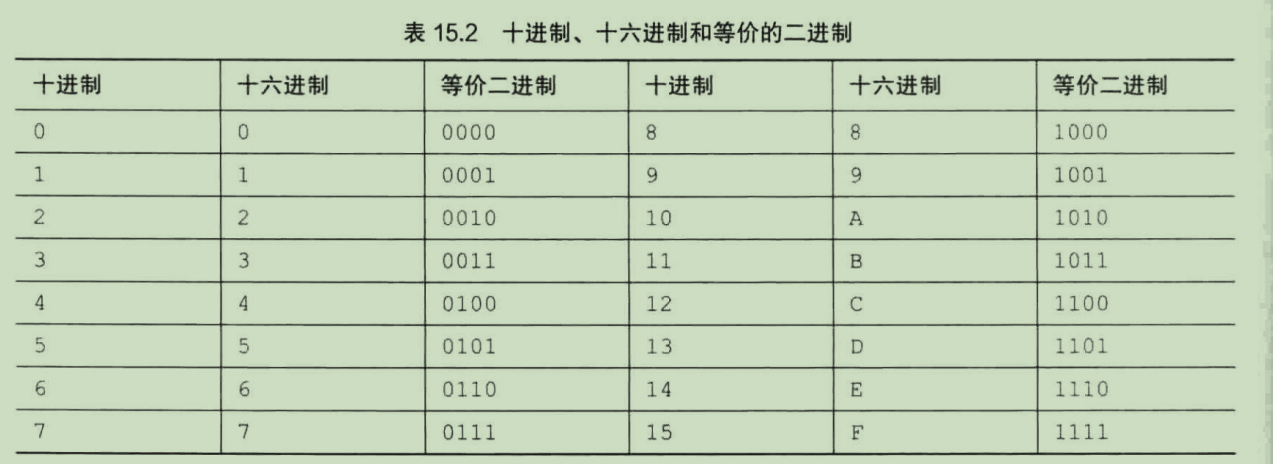 表 15.2 十进制、十六进制和等价的二进制
十进制 十六进制 等价二进制 十进制 十六进制 等价二进制
0 0 0000 8 8 1000
1 1 0001 9 9 1001
2 2 0010 10 A 1010
3 3 0011 11 B 1011
4 4 0100 12 C 1100
5 5 0101 13 D 1101
6 6 0110 14 E 1110
7 7 0111 15 F 1111